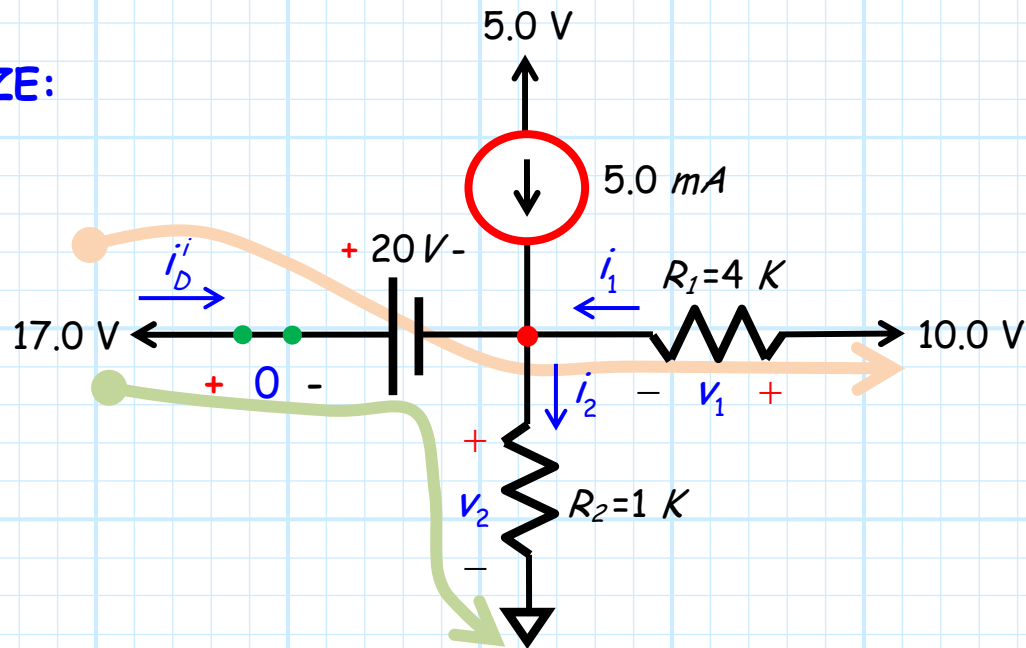 5.0 V
ZE:
5.0 mA
+ 20 V -
i_D^i
i₁
R₁=4 K
17.0 V
10.0 V
+ 0 -
i₂
− v₁ +
+
v₂
R₂=1 K
−